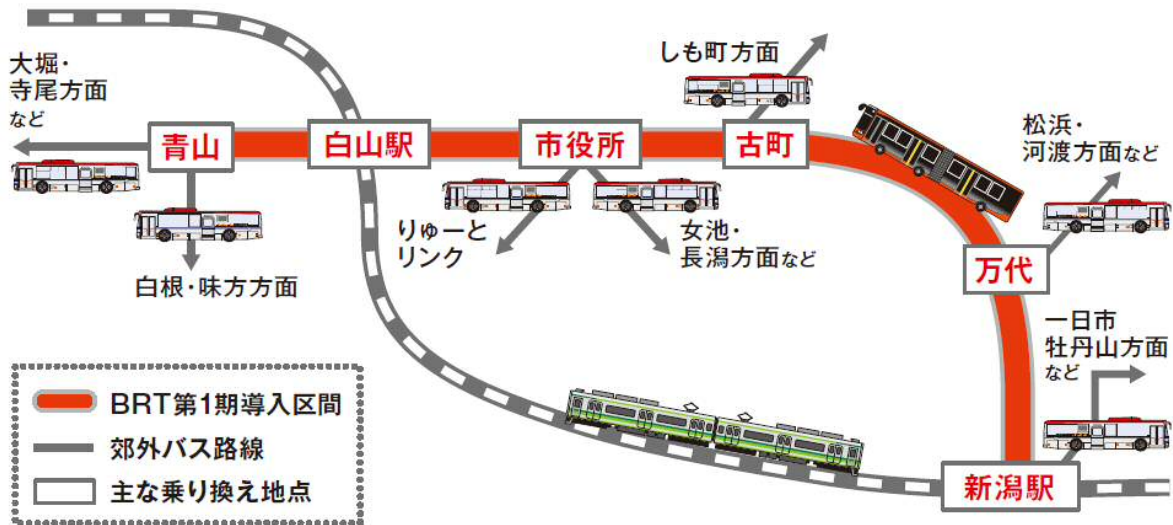 しも町方面
大堀・
寺尾方面
など
松浜・
河渡方面など
青山
白山駅
市役所
古町
りゅーと
リンク
女池・
長潟方面など
万代
白根・味方方面
一日市
牡丹山方面
など
BRT第1期導入区間
郊外バス路線
主な乗り換え地点
新潟駅